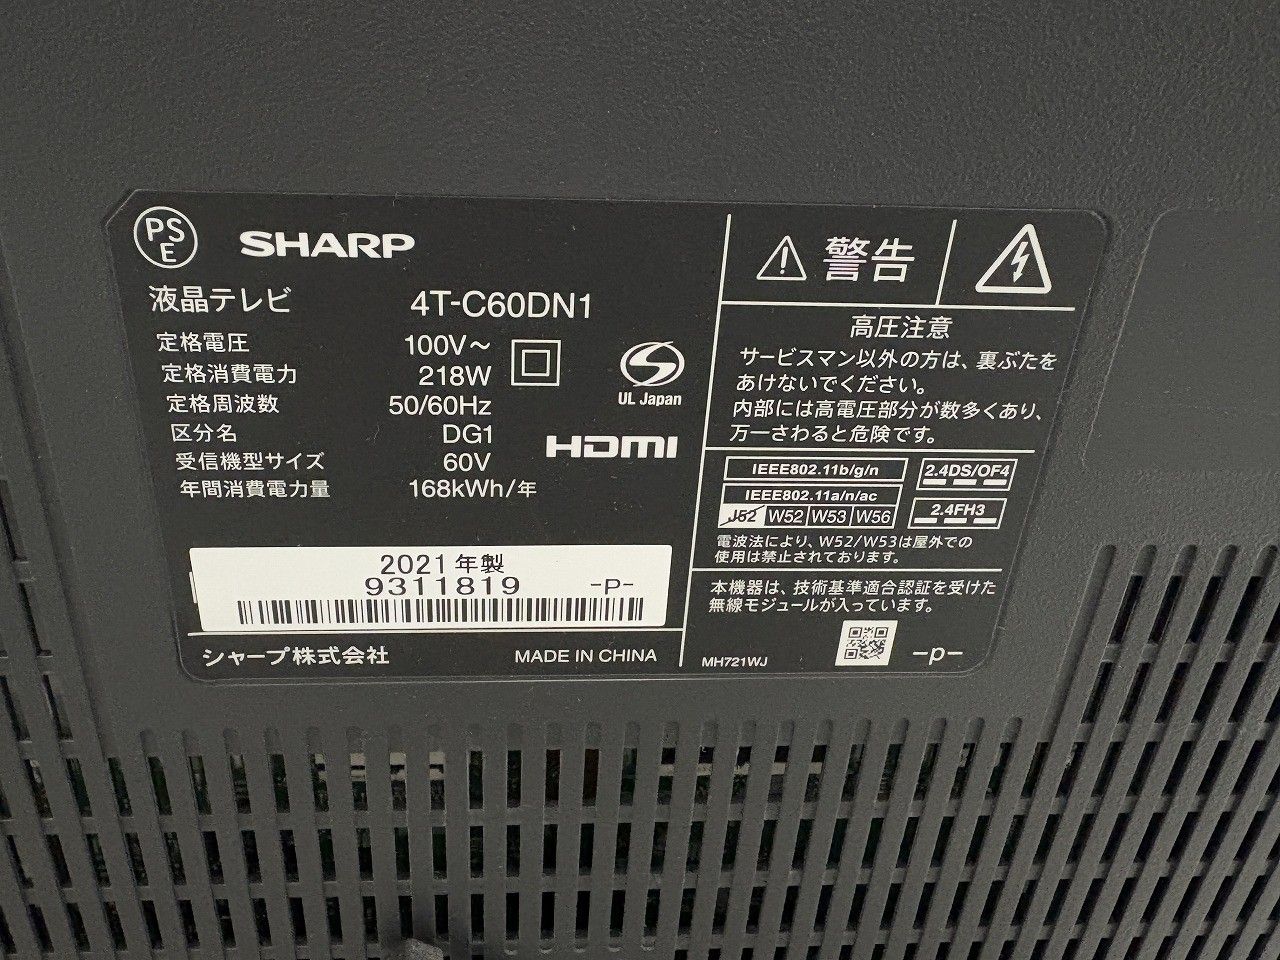 PSE
SHARP
液晶テレビ 4T-C60DN1
定格電圧 100V～
定格消費電力 218W
定格周波数 50/60Hz
区分名 DG1
受信機型サイズ 60V
年間消費電力量 168kWh/年
UL Japan
HDMI
2021年製
9311819 -P-
シャープ株式会社 MADE IN CHINA
警告
高圧注意
サービスマン以外の方は、裏ぶたを
あけないでください。
内部には高電圧部分が数多くあり、
万一さわると危険です。
IEEE802.11b/g/n
IEEE802.11a/n/ac
J52 W52 W53 W56
2.4DS/OF4
2.4FH3
電波法により、W52/W53は屋外での
使用は禁止されております。
本機器は、技術基準適合認証を受けた
無線モジュールが入っています。
MH721WJ -p-